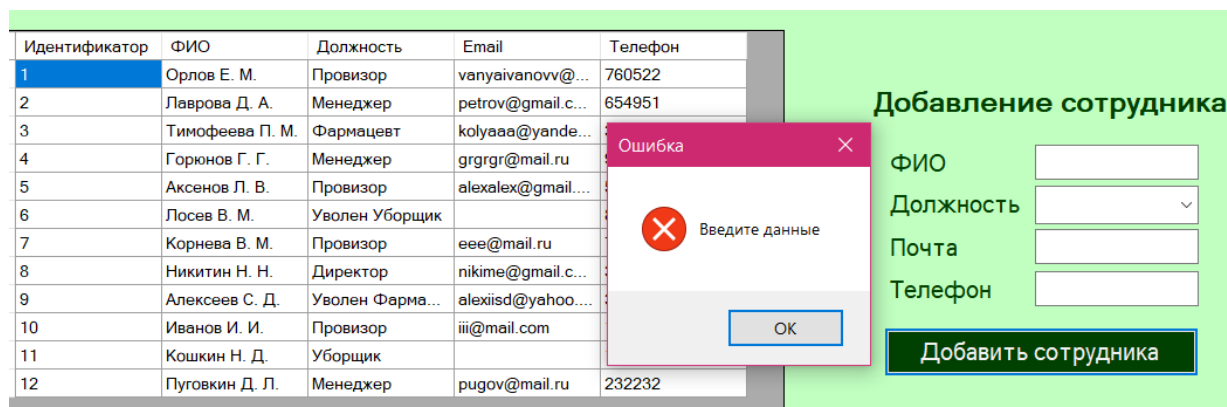 Идентификатор ФИО Должность Email Телефон
1 Орлов Е. М. Провизор vanyaivanovv@... 760522
2 Лаврова Д. А. Менеджер petrov@gmail.c... 654951
3 Тимофеева П. М. Фармацевт kolyaaa@yande...
4 Горюнов Г. Г. Менеджер grgrgr@mail.ru
5 Аксенов Л. В. Провизор alexalex@gmail....
6 Лосев В. М. Уволен Уборщик
7 Корнева В. М. Провизор eee@mail.ru
8 Никитин Н. Н. Директор nikime@gmail.c...
9 Алексеев С. Д. Уволен Фарма... alexiisd@yahoo....
10 Иванов И. И. Провизор iii@mail.com
11 Кошкин Н. Д. Уборщик
12 Пуговкин Д. Л. Менеджер pugov@mail.ru 232232
Ошибка
Введите данные
OK
Добавление сотрудника
ФИО
Должность
Почта
Телефон
Добавить сотрудника